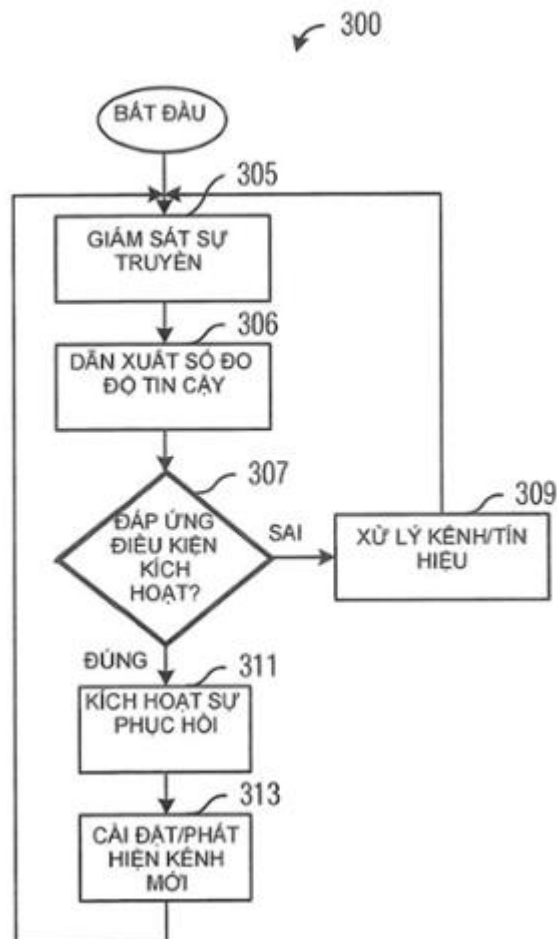 300
BẮT ĐẦU
305
GIÁM SÁT SỰ
TRUYỀN
306
DẪN XUẤT SỐ ĐO
ĐỘ TIN CẬY
307
ĐÁP ỨNG
ĐIỀU KIỆN
KÍCH
HOẠT?
SAI
309
XỬ LÝ KÊNH/TÍN
HIỆU
ĐÚNG
311
KÍCH HOẠT SỰ
PHỤC HỒI
313
CÀI ĐẶT/PHÁT
HIỆN KÊNH
MỚI